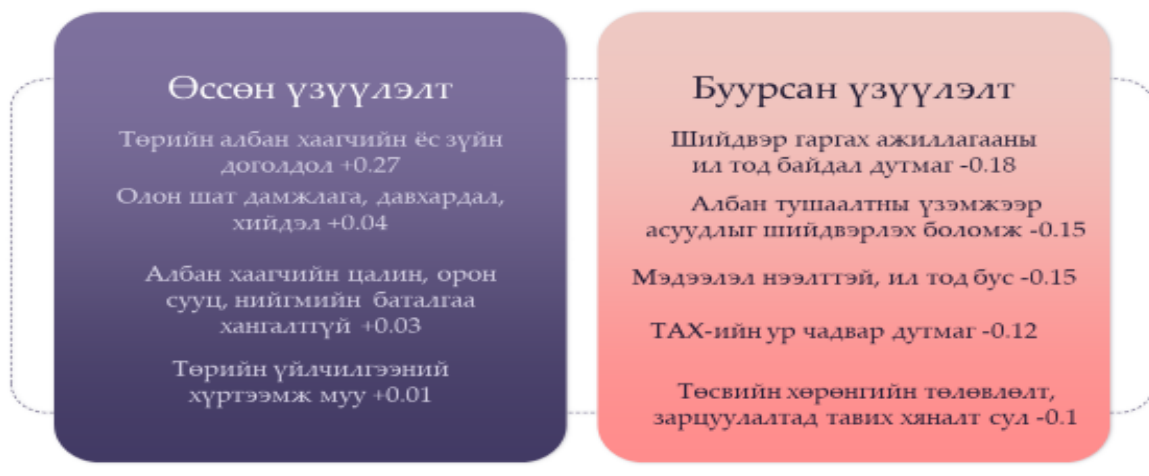 Өссөн үзүүлэлт
Төрийн албан хаагчийн ёс зүйн
доголдол +0.27
Олон шат дамжлага, давхардал,
хийдэл +0.04
Албан хаагчийн цалин, орон
сууц, нийгмийн баталгаа
хангалтгүй +0.03
Төрийн үйлчилгээний
хүртээмж муу +0.01
Буурсан үзүүлэлт
Шийдвэр гаргах ажиллагааны
ил тод байдал дутмаг -0.18
Албан тушаалтны үзэмжээр
асуудлыг шийдвэрлэх боломж -0.15
Мэдээлэл нээлттэй, ил тод бус -0.15
ТАХ-ийн ур чадвар дутмаг -0.12
Төсвийн хөрөнгийн төлөвлөлт,
зарцуулалтад тавих хяналт сул -0.1